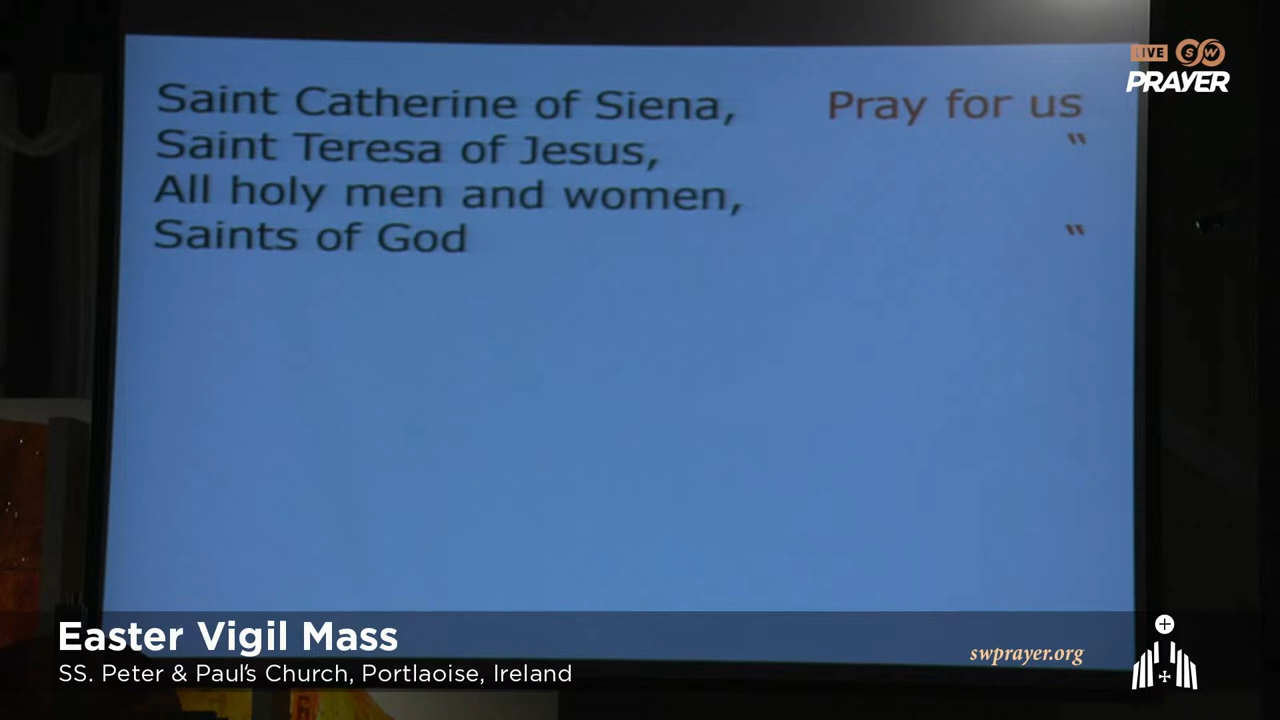 LIVE SW
PRAYER
Saint Catherine of Siena, Pray for us
Saint Teresa of Jesus, "
All holy men and women,
Saints of God "
Easter Vigil Mass
SS. Peter & Paul's Church, Portlaoise, Ireland
swprayer.org